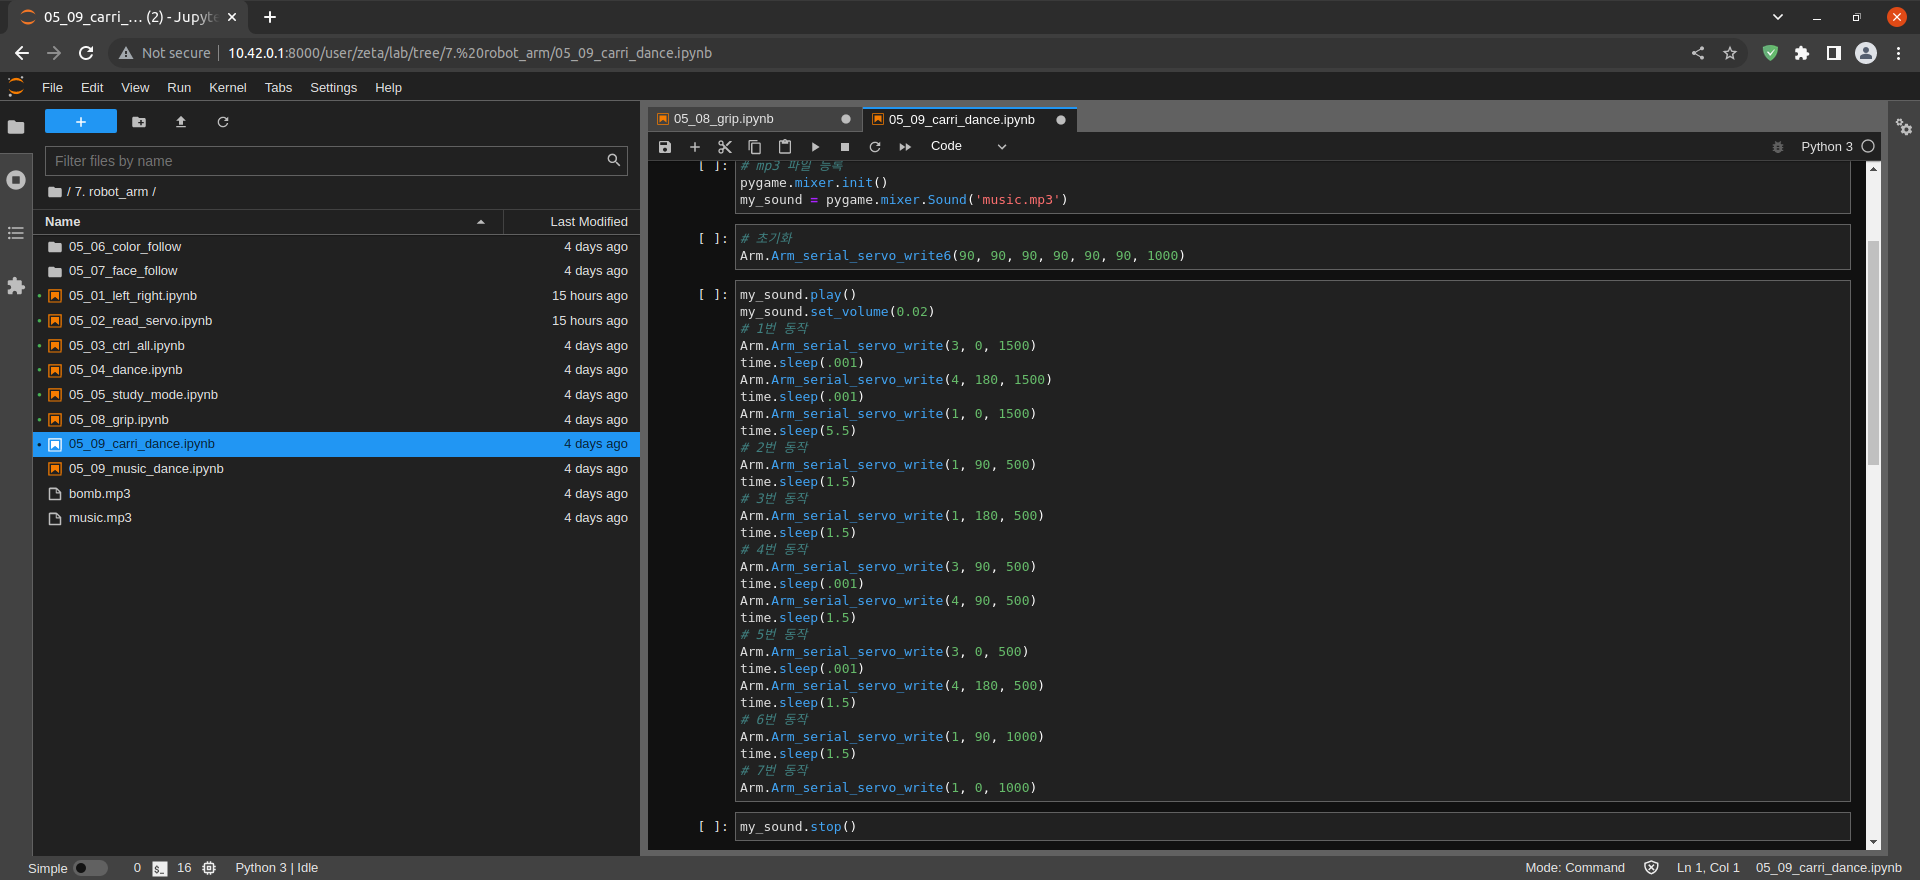 05_09_carri_... (2) - Jupyte
Not secure 10.42.0.1:8000/user/zeta/lab/tree/7.%20robot_arm/05_09_carri_dance.ipynb
File Edit View Run Kernel Tabs Settings Help
05_08_grip.ipynb
05_09_carri_dance.ipynb
Code
Python 3
Filter files by name
/ 7. robot_arm /
Name Last Modified
05_06_color_follow 4 days ago
05_07_face_follow 4 days ago
05_01_left_right.ipynb 15 hours ago
05_02_read_servo.ipynb 15 hours ago
05_03_ctrl_all.ipynb 4 days ago
05_04_dance.ipynb 4 days ago
05_05_study_mode.ipynb 4 days ago
05_08_grip.ipynb 4 days ago
05_09_carri_dance.ipynb 4 days ago
05_09_music_dance.ipynb 4 days ago
bomb.mp3 4 days ago
music.mp3 4 days ago
[ ]: # mp3 파일 등록
pygame.mixer.init()
my_sound = pygame.mixer.Sound('music.mp3')
[ ]: # 초기화
Arm.Arm_serial_servo_write6(90, 90, 90, 90, 90, 90, 1000)
[ ]: my_sound.play()
my_sound.set_volume(0.02)
# 1번 동작
Arm.Arm_serial_servo_write(3, 0, 1500)
time.sleep(.001)
Arm.Arm_serial_servo_write(4, 180, 1500)
time.sleep(.001)
Arm.Arm_serial_servo_write(1, 0, 1500)
time.sleep(5.5)
# 2번 동작
Arm.Arm_serial_servo_write(1, 90, 500)
time.sleep(1.5)
# 3번 동작
Arm.Arm_serial_servo_write(1, 180, 500)
time.sleep(1.5)
# 4번 동작
Arm.Arm_serial_servo_write(3, 90, 500)
time.sleep(.001)
Arm.Arm_serial_servo_write(4, 90, 500)
time.sleep(1.5)
# 5번 동작
Arm.Arm_serial_servo_write(3, 0, 500)
time.sleep(.001)
Arm.Arm_serial_servo_write(4, 180, 500)
time.sleep(1.5)
# 6번 동작
Arm.Arm_serial_servo_write(1, 90, 1000)
time.sleep(1.5)
# 7번 동작
Arm.Arm_serial_servo_write(1, 0, 1000)
[ ]: my_sound.stop()
Simple 0 16 Python 3 | Idle Mode: Command Ln 1, Col 1 05_09_carri_dance.ipynb